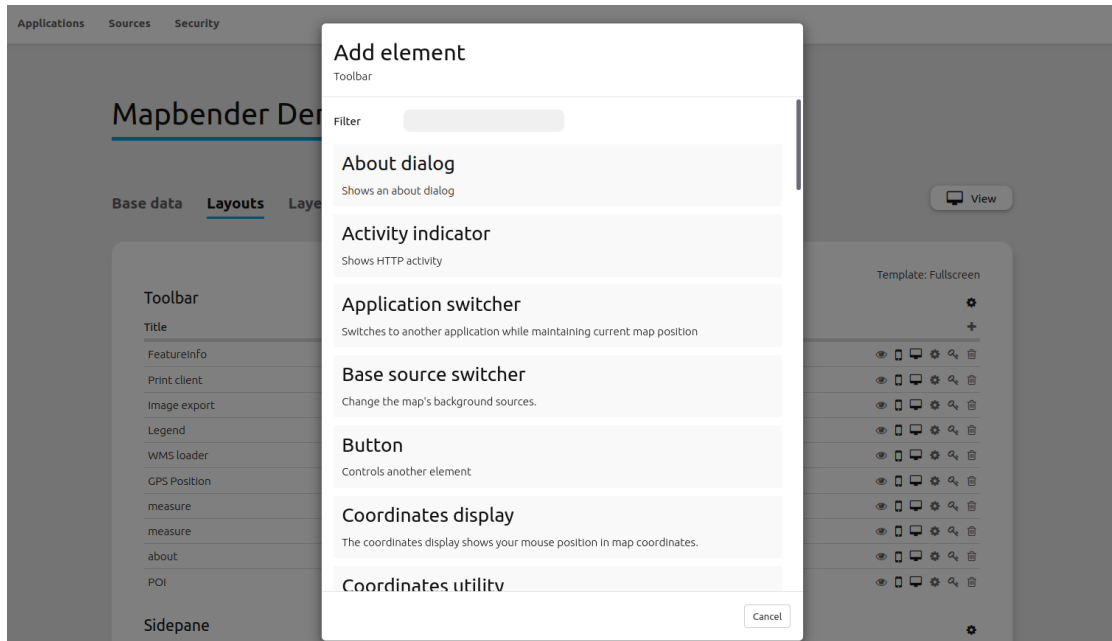 Applications Sources Security
Add element
Toolbar
Mapbender De
Filter
About dialog
Shows an about dialog
Base data Layouts Laye
View
Activity indicator
Shows HTTP activity
Template: Fullscreen
Toolbar
Application switcher
Title
Switches to another application while maintaining current map position
FeatureInfo
Base source switcher
Print client
Change the map's background sources.
Image export
Legend
Button
WMS loader
Controls another element
GPS Position
measure
Coordinates display
measure
The coordinates display shows your mouse position in map coordinates.
about
POI
Coordinates utility
Cancel
Sidepane